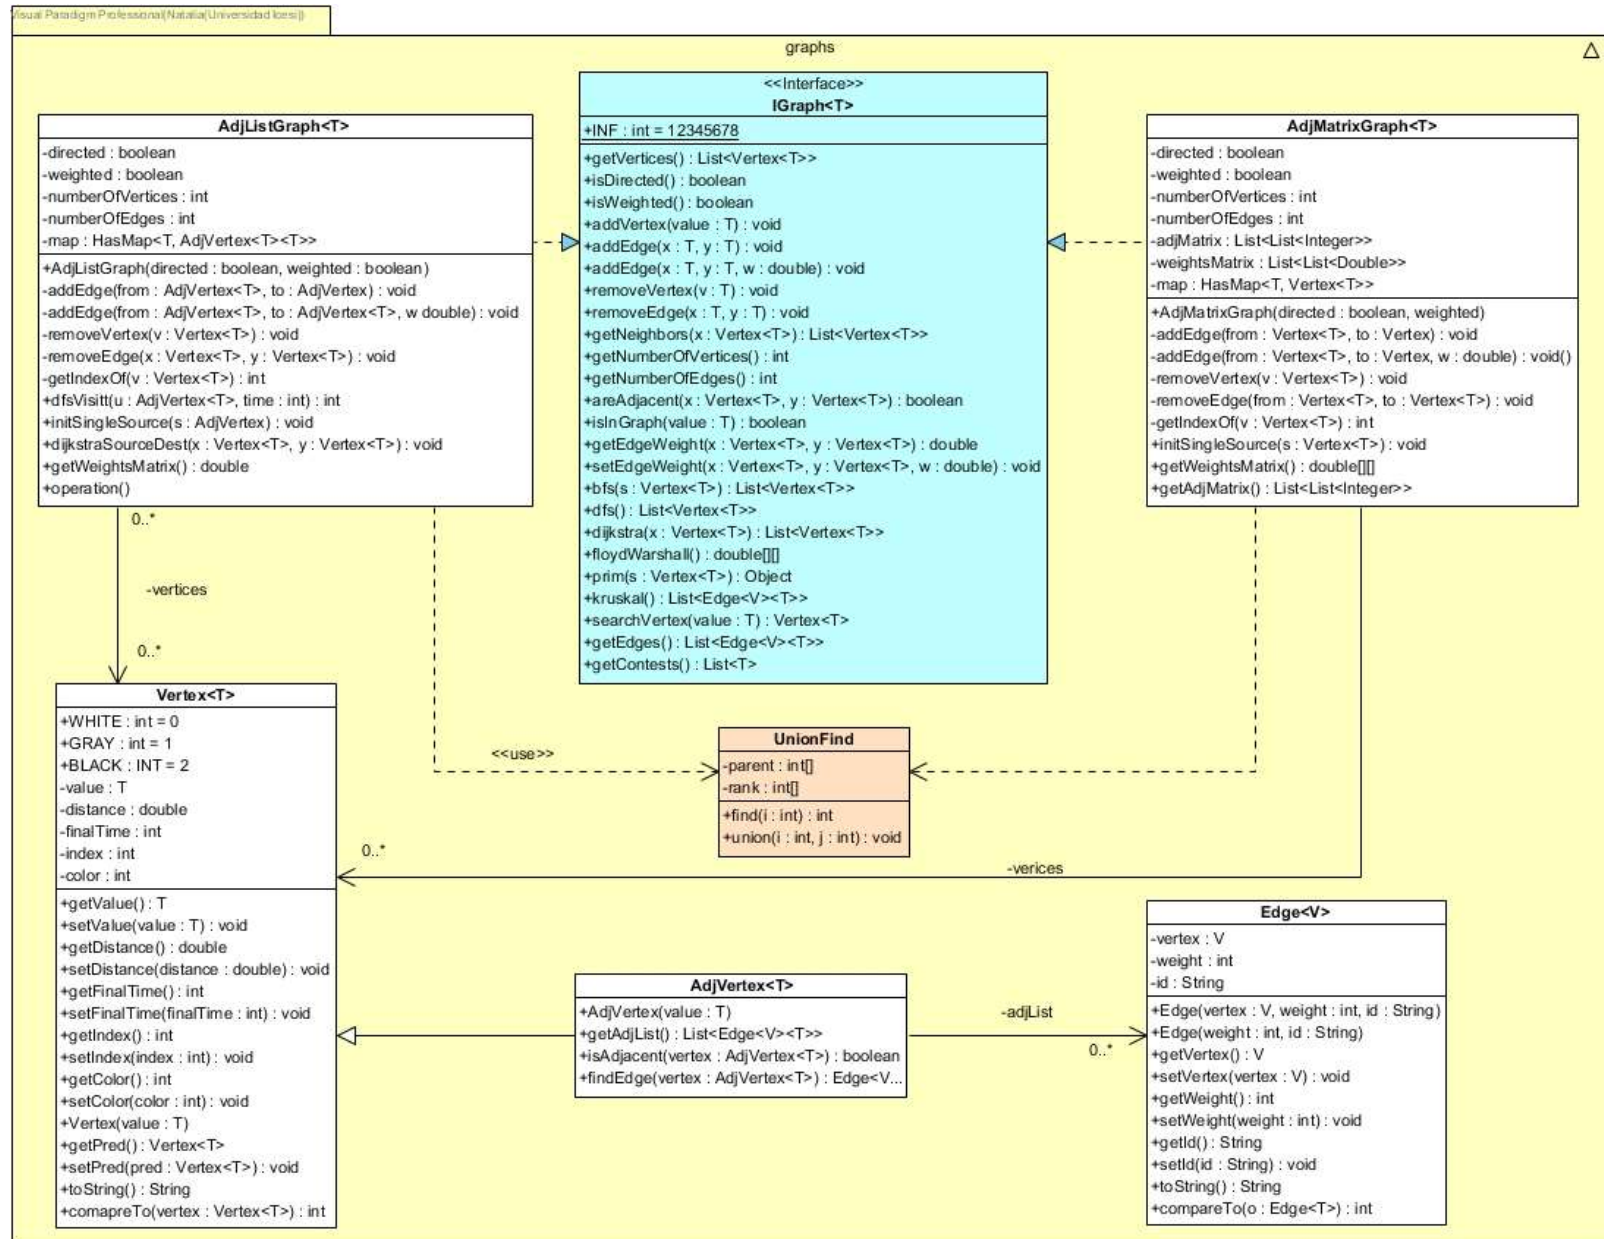 Visual Paradigm Professional(Natalia(Universidad Icesi))
graphs
AdjListGraph<T>
-directed : boolean
-weighted : boolean
-numberOfVertices : int
-numberOfEdges : int
-map : HasMap<T, AdjVertex<T><T>>
+AdjListGraph(directed : boolean, weighted : boolean)
-addEdge(from : AdjVertex<T>, to : AdjVertex) : void
-addEdge(from : AdjVertex<T>, to : AdjVertex<T>, w double) : void
-removeVertex(v : Vertex<T>) : void
-removeEdge(x : Vertex<T>, y : Vertex<T>) : void
-getIndexOf(v : Vertex<T>) : int
-dfsVisitt(u : AdjVertex<T>, time : int) : int
+initSingleSource(s : AdjVertex) : void
+dijkstraSourceDest(x : Vertex<T>, y : Vertex<T>) : void
+getWeightsMatrix() : double
+operation()
<<Interface>>
IGraph<T>
+INF : int = 12345678
+getVertices() : List<Vertex<T>>
+isDirected() : boolean
+isWeighted() : boolean
+addVertex(value : T) : void
+addEdge(x : T, y : T) : void
+addEdge(x : T, y : T, w : double) : void
+removeVertex(v : T) : void
+removeEdge(x : T, y : T) : void
+getNeighbors(x : Vertex<T>) : List<Vertex<T>>
+getNumberOfVertices() : int
+getNumberOfEdges() : int
+areAdjacent(x : Vertex<T>, y : Vertex<T>) : boolean
+isInGraph(value : T) : boolean
+getEdgeWeight(x : Vertex<T>, y : Vertex<T>) : double
+setEdgeWeight(x : Vertex<T>, y : Vertex<T>, w : double) : void
+bfs(s : Vertex<T>) : List<Vertex<T>>
+dfs() : List<Vertex<T>>
+dijkstra(x : Vertex<T>) : List<Vertex<T>>
+floydWarshall() : double[][]
+prim(s : Vertex<T>) : Object
+kruskal() : List<Edge<V><T>>
+searchVertex(value : T) : Vertex<T>
+getEdges() : List<Edge<V><T>>
+getContests() : List<T>
AdjMatrixGraph<T>
-directed : boolean
-weighted : boolean
-numberOfVertices : int
-numberOfEdges : int
-adjMatrix : List<List<Integer>>
-weightsMatrix : List<List<Double>>
-map : HasMap<T, Vertex<T>>
+AdjMatrixGraph(directed : boolean, weighted)
-addEdge(from : Vertex<T>, to : Vertex) : void
-addEdge(from : Vertex<T>, to : Vertex, w : double) : void()
-removeVertex(v : Vertex<T>) : void
-removeEdge(from : Vertex<T>, to : Vertex<T>) : void
-getIndexOf(v : Vertex<T>) : int
+initSingleSource(s : Vertex<T>) : void
+getWeightsMatrix() : double[][]
+getAdjMatrix() : List<List<Integer>>
0..*
-vertices
0..*
Vertex<T>
+WHITE : int = 0
+GRAY : int = 1
+BLACK : INT = 2
-value : T
-distance : double
-finalTime : int
-index : int
-color : int
+getValue() : T
+setValue(value : T) : void
+getDistance() : double
+setDistance(distance : double) : void
+getFinalTime() : int
+setFinalTime(finalTime : int) : void
+getIndex() : int
+setIndex(index : int) : void
+getColor() : int
+setColor(color : int) : void
+Vertex(value : T)
+getPred() : Vertex<T>
+setPred(pred : Vertex<T>) : void
+toString() : String
+comapreTo(vertex : Vertex<T>) : int
<<use>>
UnionFind
-parent : int[]
-rank : int[]
+find(i : int) : int
+union(i : int, j : int) : void
0..*
-verices
AdjVertex<T>
+AdjVertex(value : T)
+getAdjList() : List<Edge<V><T>>
+isAdjacent(vertex : AdjVertex<T>) : boolean
+findEdge(vertex : AdjVertex<T>) : Edge<V...
-adjList
0..*
Edge<V>
-vertex : V
-weight : int
-id : String
+Edge(vertex : V, weight : int, id : String)
+Edge(weight : int, id : String)
+getVertex() : V
+setVertex(vertex : V) : void
+getWeight() : int
+setWeight(weight : int) : void
+getId() : String
+setId(id : String) : void
+toString() : String
+compareTo(o : Edge<T>) : int